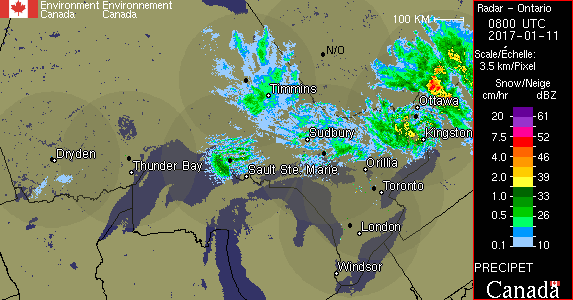 Environment Environnement
Canada Canada
100 KM
N/O
Timmins
Ottawa
Sudbury
Kingston
Dryden
Thunder Bay
Sault Ste. Marie
Orillia
Toronto
London
Windsor
Radar - Ontario
0800 UTC
2017-01-11
Scale/Échelle:
3.5 km/Pixel
Snow/Neige
cm/hr dBZ
20 61
7.5 52
4.0 46
2.0 39
1.0 33
0.5 26
0.1 10
PRECIPET
Canada